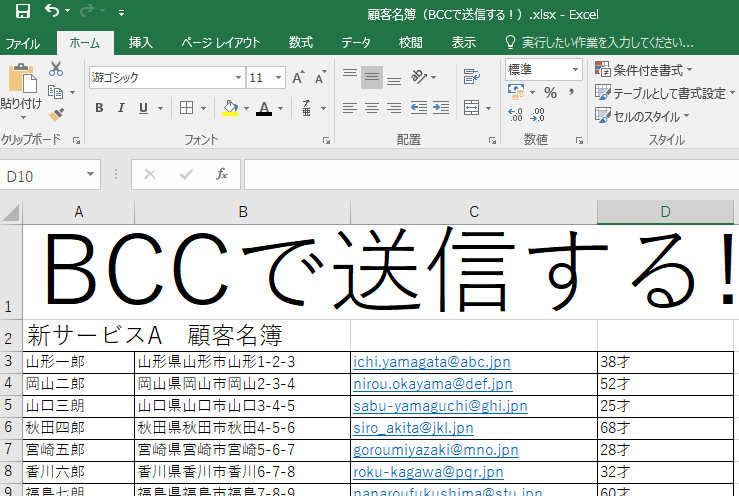 顧客名簿（BCCで送信する！）.xlsx - Excel
ファイル ホーム 挿入 ページ レイアウト 数式 データ 校閲 表示 実行したい作業を入力してください...
貼り付け 游ゴシック 11 A A 標準 条件付き書式
B I U A 亜 % , テーブルとして書式設定
.00 .00 セルのスタイル
クリップボード フォント 配置 数値 スタイル
D10 fx
A B C D
1 BCCで送信する!
2 新サービスA 顧客名簿
3 山形一郎 山形県山形市山形1-2-3 ichi.yamagata@abc.jpn 38才
4 岡山二郎 岡山県岡山市岡山2-3-4 nirou.okayama@def.jpn 52才
5 山口三朗 山口県山口市山口3-4-5 sabu-yamaguchi@ghi.jpn 25才
6 秋田四郎 秋田県秋田市秋田4-5-6 siro_akita@jkl.jpn 68才
7 宮崎五郎 宮崎県宮崎市宮崎5-6-7 goroumiyazaki@mno.jpn 28才
8 香川六郎 香川県香川市香川6-7-8 roku-kagawa@pqr.jpn 32才
9 福島七朗 福島県福島市福島7-8-9 nanaroufukushima@stu.jpn 60才